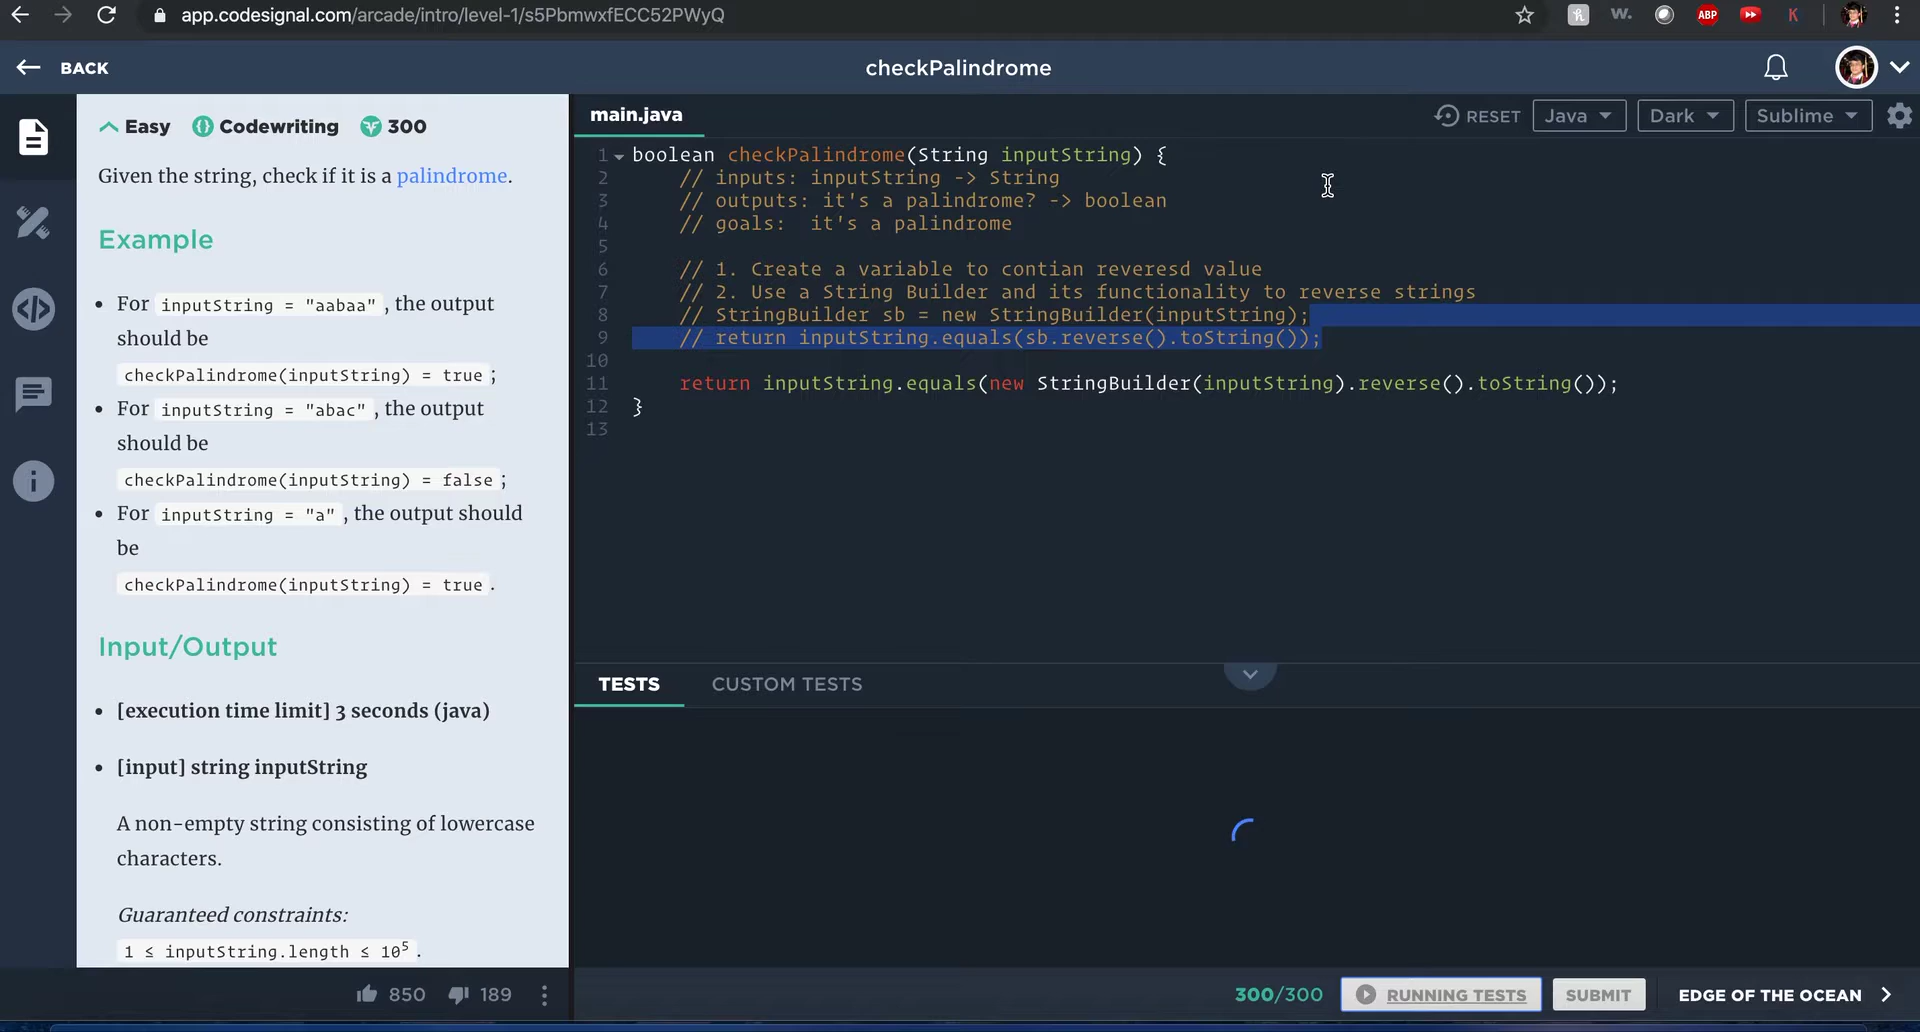 app.codesignal.com/arcade/intro/level-1/s5PbmwxfECC52PWyQ
W.
ABP
K
BACK
checkPalindrome
Easy
Codewriting
300
Given the string, check if it is a palindrome.
Example
For inputString = "aabaa", the output
should be
checkPalindrome(inputString) = true;
For inputString = "abac", the output
should be
checkPalindrome(inputString) = false;
For inputString = "a", the output should
be
checkPalindrome(inputString) = true.
Input/Output
[execution time limit] 3 seconds (java)
[input] string inputString
A non-empty string consisting of lowercase
characters.
Guaranteed constraints:
1 ≤ inputString.length ≤ 10⁵.
850
189
main.java
RESET
Java
Dark
Sublime
1 boolean checkPalindrome(String inputString) {
2 // inputs: inputString -> String
3 // outputs: it's a palindrome? -> boolean
4 // goals:  it's a palindrome
5
6 // 1. Create a variable to contian reveresd value
7 // 2. Use a String Builder and its functionality to reverse strings
8 // StringBuilder sb = new StringBuilder(inputString);
9 // return inputString.equals(sb.reverse().toString());
10
11 return inputString.equals(new StringBuilder(inputString).reverse().toString());
12 }
13
TESTS
CUSTOM TESTS
300/300
RUNNING TESTS
SUBMIT
EDGE OF THE OCEAN